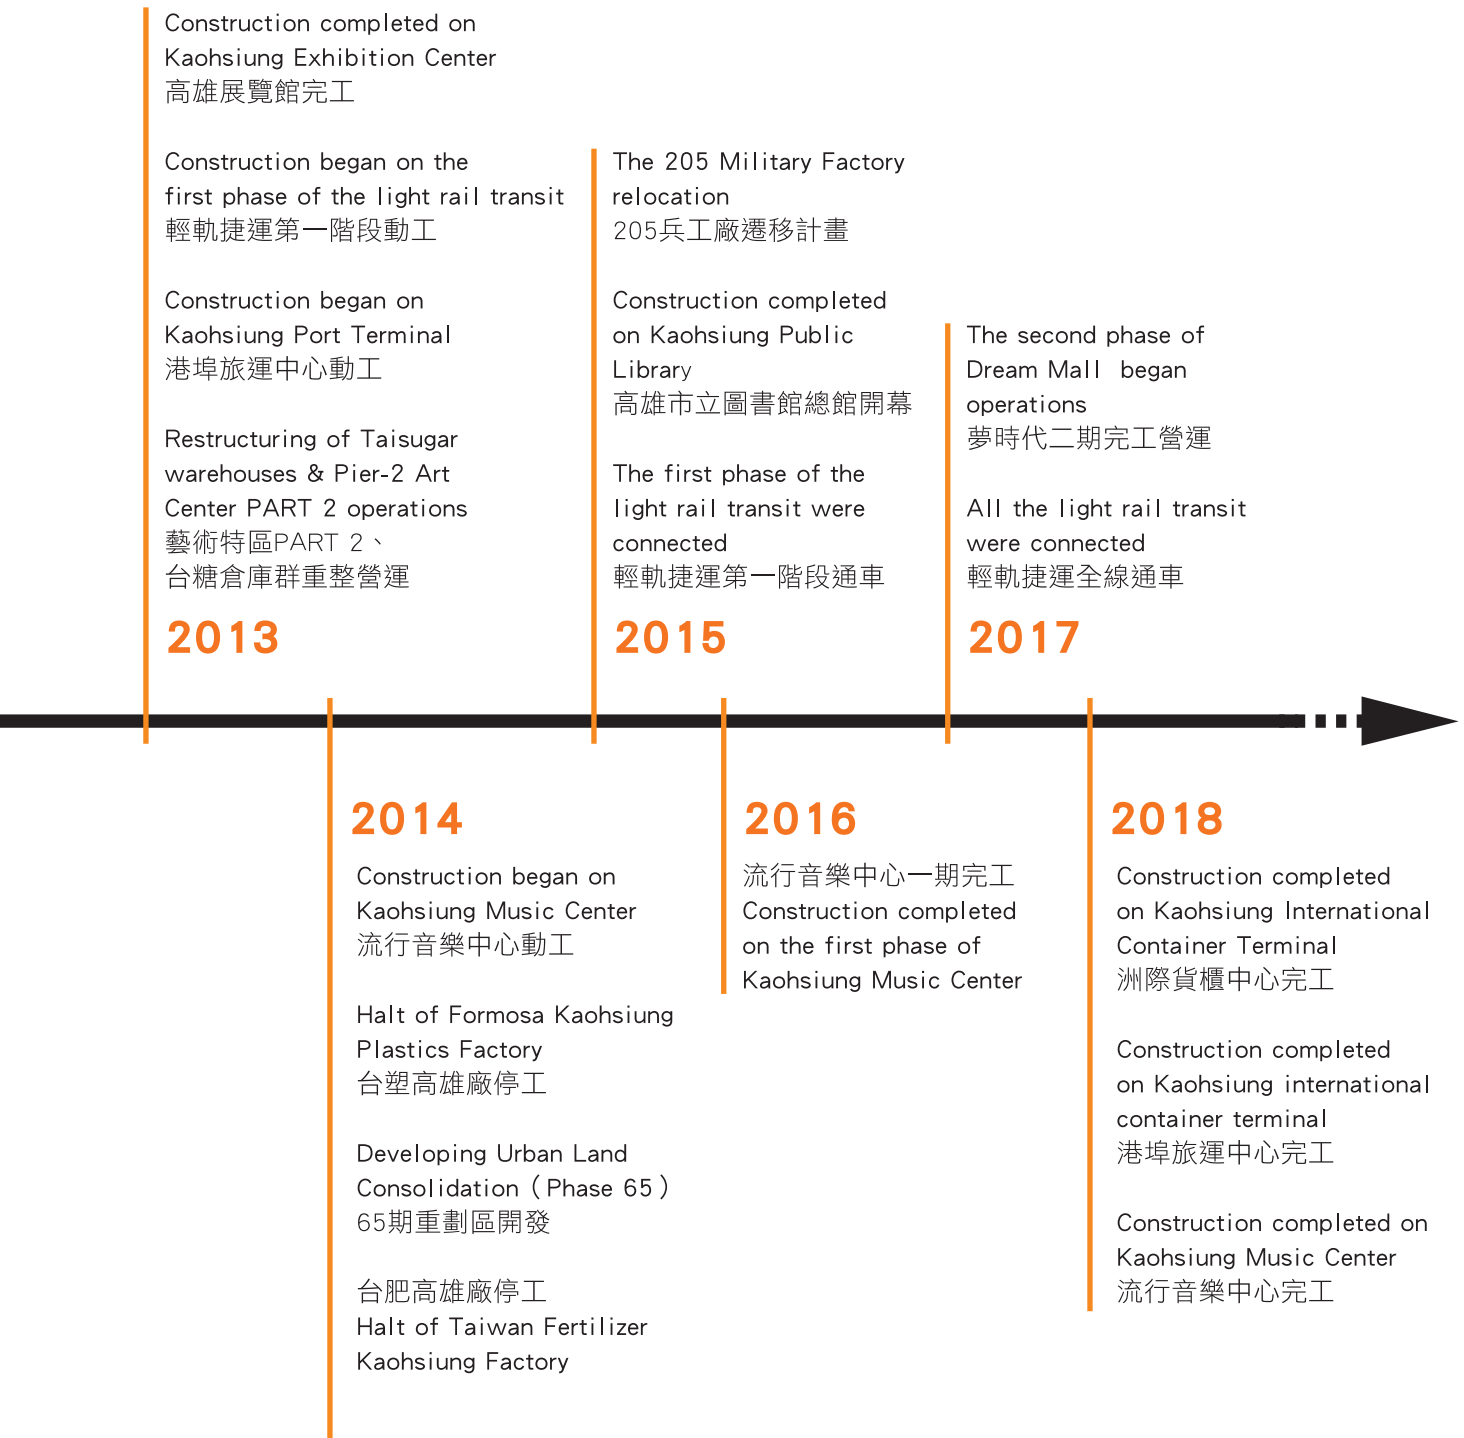 Construction completed on
Kaohsiung Exhibition Center
高雄展覽館完工
Construction began on the
first phase of the light rail transit
輕軌捷運第一階段動工
Construction began on
Kaohsiung Port Terminal
港埠旅運中心動工
Restructuring of Taisugar
warehouses & Pier-2 Art
Center PART 2 operations
藝術特區PART 2、
台糖倉庫群重整營運
2013
The 205 Military Factory
relocation
205兵工廠遷移計畫
Construction completed
on Kaohsiung Public
Library
高雄市立圖書館總館開幕
The first phase of the
light rail transit were
connected
輕軌捷運第一階段通車
2015
The second phase of
Dream Mall began
operations
夢時代二期完工營運
All the light rail transit
were connected
輕軌捷運全線通車
2017
2014
Construction began on
Kaohsiung Music Center
流行音樂中心動工
Halt of Formosa Kaohsiung
Plastics Factory
台塑高雄廠停工
Developing Urban Land
Consolidation（Phase 65）
65期重劃區開發
台肥高雄廠停工
Halt of Taiwan Fertilizer
Kaohsiung Factory
2016
流行音樂中心一期完工
Construction completed
on the first phase of
Kaohsiung Music Center
2018
Construction completed
on Kaohsiung International
Container Terminal
洲際貨櫃中心完工
Construction completed
on Kaohsiung international
container terminal
港埠旅運中心完工
Construction completed on
Kaohsiung Music Center
流行音樂中心完工